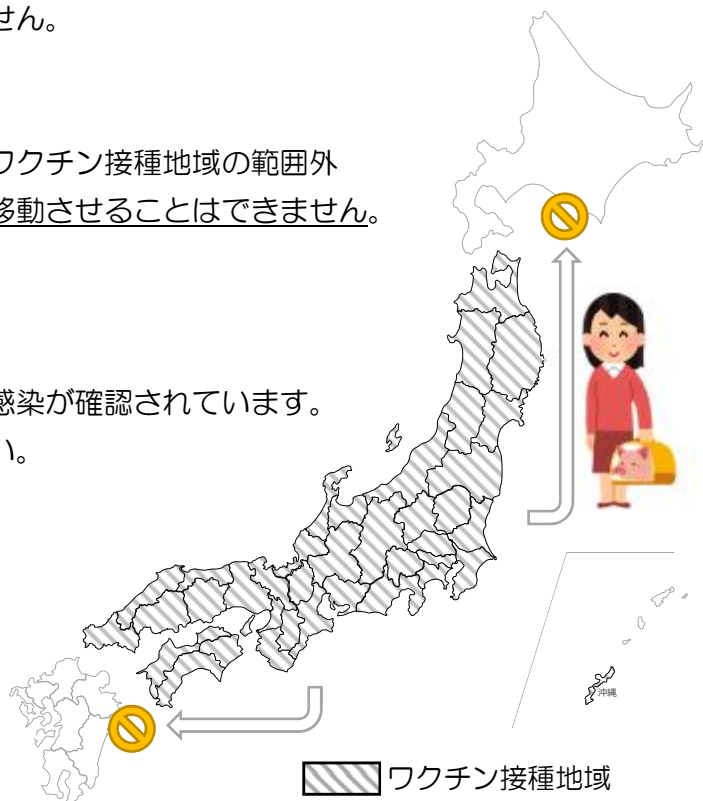 せん。
ワクチン接種地域の範囲外
移動させることはできません。
感染が確認されています。
い。
沖縄
ワクチン接種地域